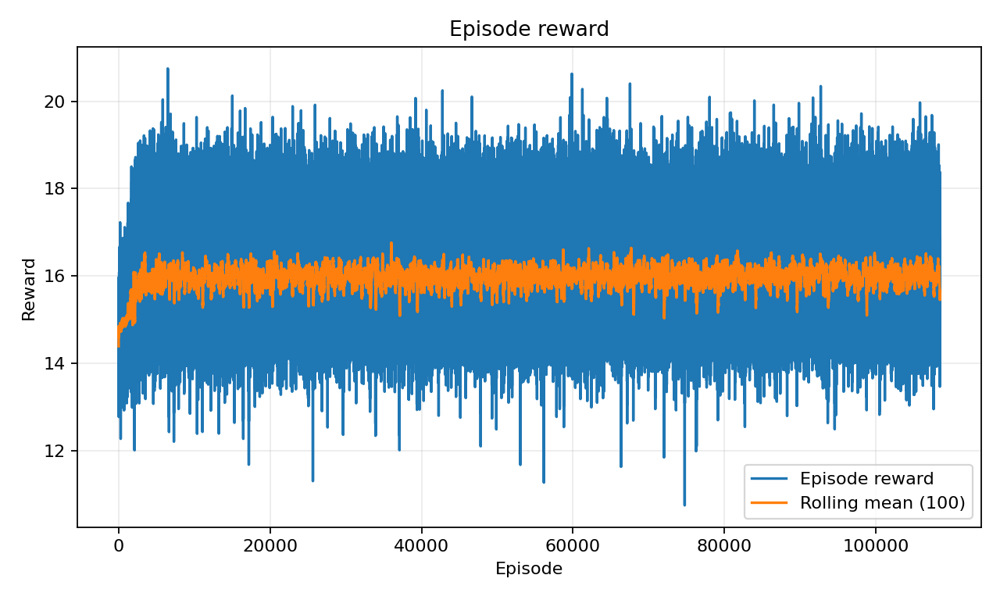 Episode reward
20
18
16
14
12
Reward
0
20000
40000
60000
80000
100000
Episode
Episode reward
Rolling mean (100)